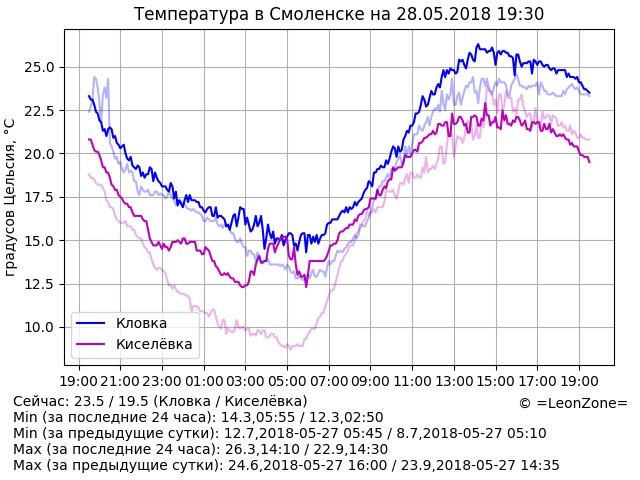 Температура в Смоленске на 28.05.2018 19:30
градусов Цельсия, °C
25.0
22.5
20.0
17.5
15.0
12.5
10.0
Кловка
Киселёвка
19:00 21:00 23:00 01:00 03:00 05:00 07:00 09:00 11:00 13:00 15:00 17:00 19:00
Сейчас: 23.5 / 19.5 (Кловка / Киселёвка)
© =LeonZone=
Min (за последние 24 часа): 14.3,05:55 / 12.3,02:50
Min (за предыдущие сутки): 12.7,2018-05-27 05:45 / 8.7,2018-05-27 05:10
Max (за последние 24 часа): 26.3,14:10 / 22.9,14:30
Max (за предыдущие сутки): 24.6,2018-05-27 16:00 / 23.9,2018-05-27 14:35